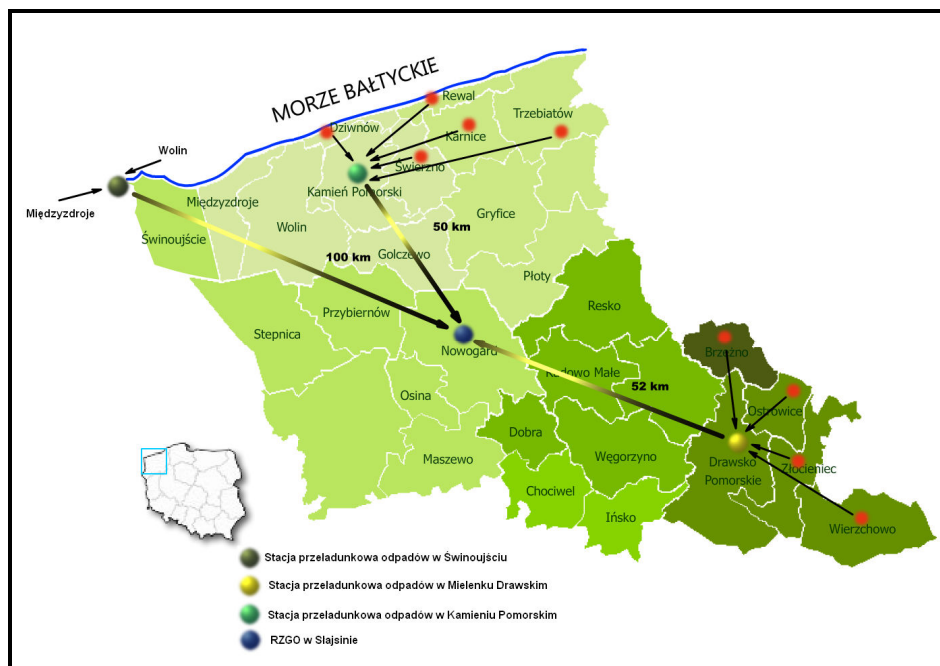 MORZE BAŁTYCKIE
Rewal
Trzebiatów
Dziwnów
Karnice
Wolin
Świerzno
Kamień Pomorski
Międzyzdroje
Międzyzdroje
Gryfice
Wolin
50 km
Świnoujście
Golczewo
100 km
Płoty
Resko
Przybiernów
Stepnica
Nowogard
Brzeżno
Radowo Małe
52 km
Osina
Ostrowice
Dobra
Węgorzyno
Drawsko
Pomorskie
Złocieniec
Maszewo
Chociwel
Ińsko
Wierzchowo
Stacja przeładunkowa odpadów w Świnoujściu
Stacja przeładunkowa odpadów w Mielenku Drawskim
Stacja przeładunkowa odpadów w Kamieniu Pomorskim
RZGO w Słajsinie